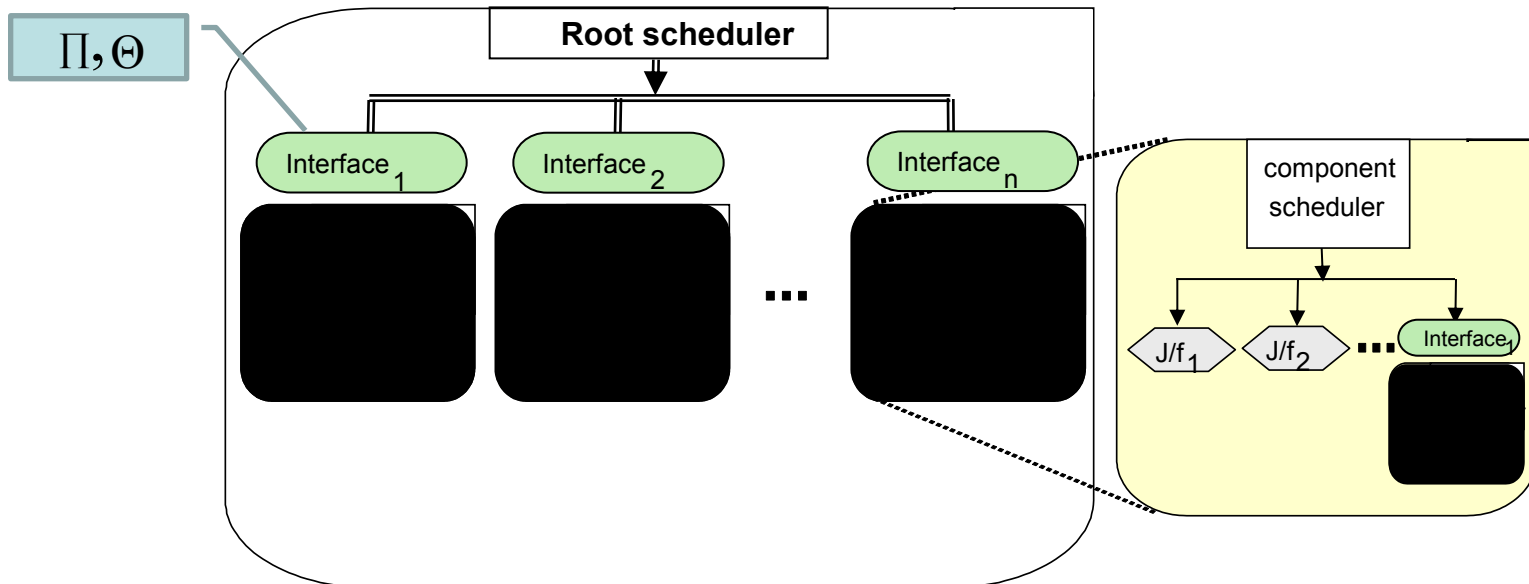 Π,Θ
Root scheduler
Interface1
Interface2
Interfacen
...
component
scheduler
J/f1
J/f2
...
Interface1